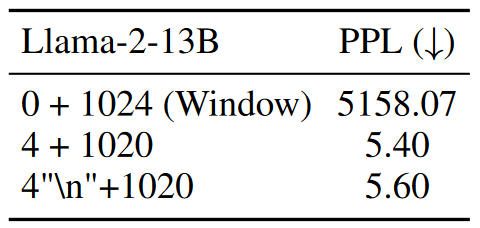 Llama-2-13B PPL (↓)
0 + 1024 (Window) 5158.07
4 + 1020 5.40
4"\n"+1020 5.60